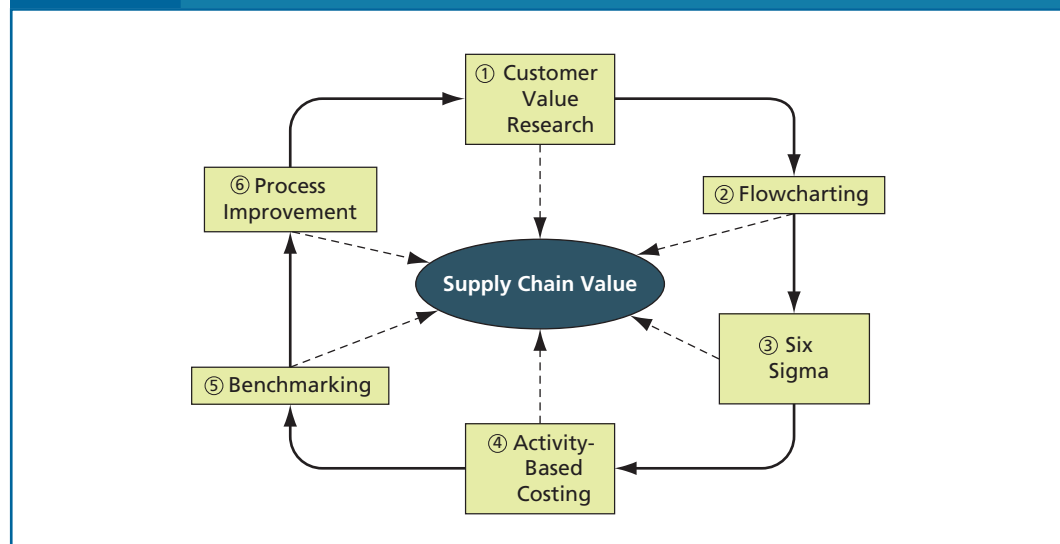 ① Customer
Value
Research
② Flowcharting
③ Six
Sigma
④ Activity-
Based
Costing
⑤ Benchmarking
⑥ Process
Improvement
Supply Chain Value